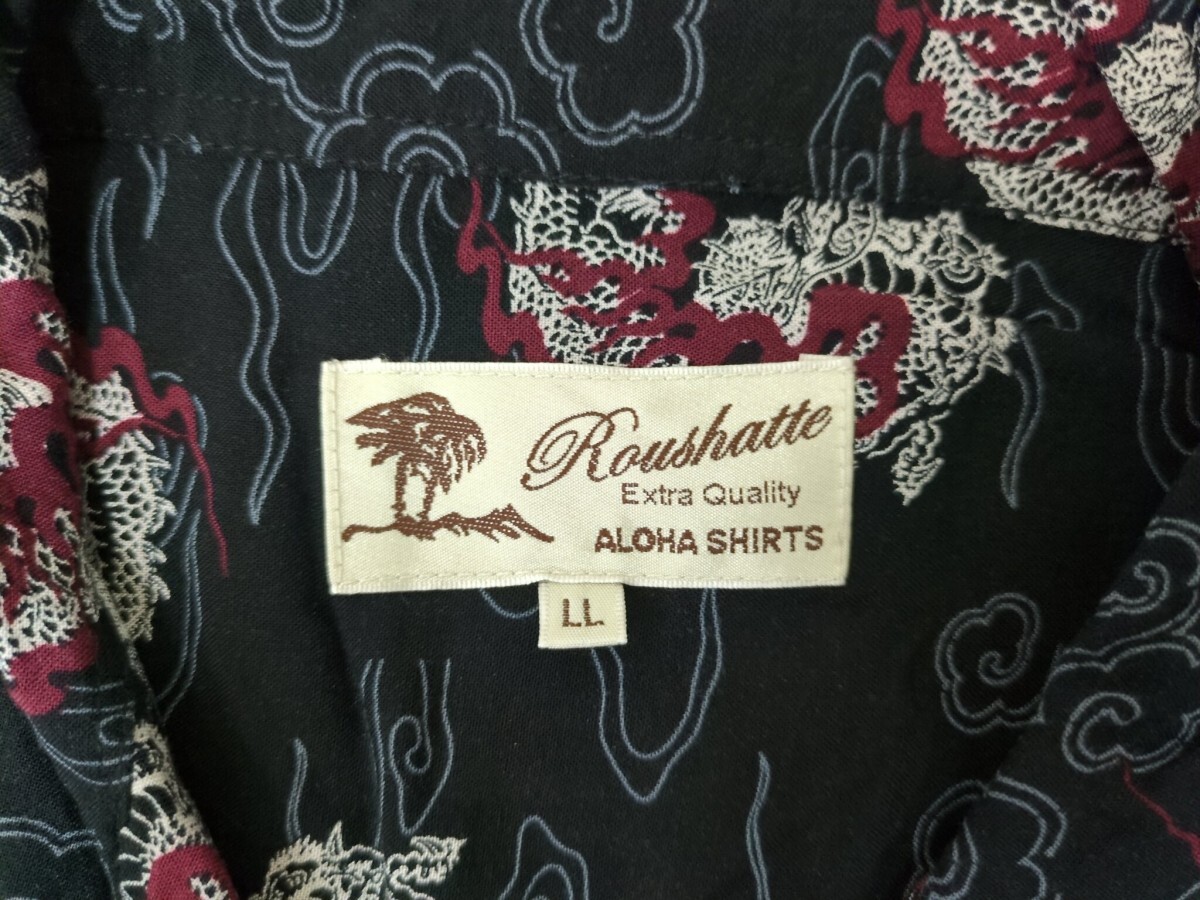 Roushatte
Extra Quality
ALOHA SHIRTS
LL